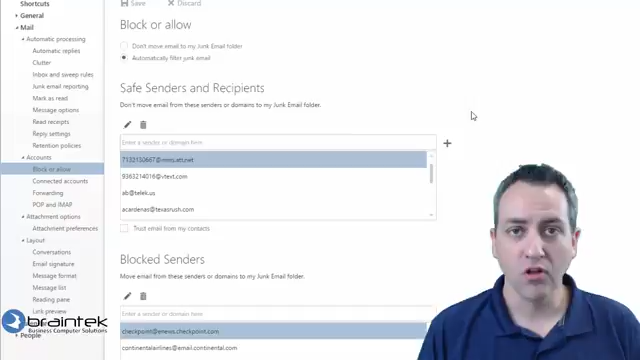 Shortcuts
General
Mail
Automatic processing
Automatic replies
Clutter
Inbox and sweep rules
Junk email reporting
Mark as read
Message options
Read receipts
Reply settings
Retention policies
Accounts
Block or allow
Connected accounts
Forwarding
POP and IMAP
Attachment options
Attachment preferences
Layout
Conversations
Email signature
Message format
Message list
Reading pane
Link preview
People
Save Discard
Block or allow
Don't move email to my Junk Email folder
Automatically filter junk email
Safe Senders and Recipients
Don't move email from these senders or domains to my Junk Email folder.
Enter a sender or domain here
7132130667@mms.att.net
9363214016@vtext.com
ab@telek.us
acardenas@texasrush.com
Trust email from my contacts
Blocked Senders
Move email from these senders or domains to my Junk Email folder.
Enter a sender or domain here
checkpoint@enews.checkpoint.com
continentalairlines@email.continental.com
braintek
Business Computer Solutions